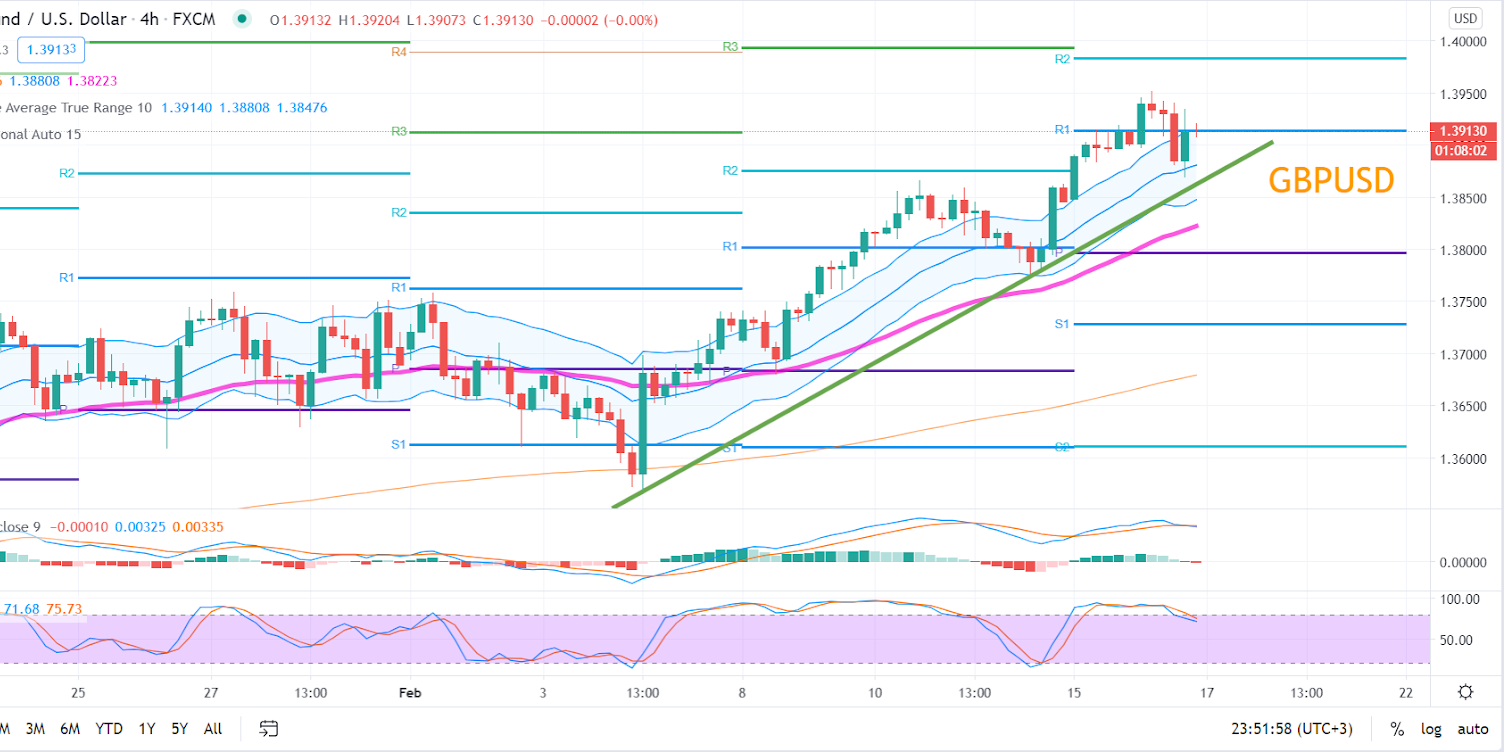 nd / U.S. Dollar · 4h · FXCM O1.39132 H1.39204 L1.39073 C1.39130 −0.00002 (−0.00%)
USD
.3 1.39133
1.40000
R4
R3
R2
1.38808 1.38223
1.39500
e Average True Range 10 1.39140 1.38808 1.38476
onal Auto 15
R3
R1
1.39130
01:08:02
R2
R2
GBPUSD
1.38500
R2
R1
P
1.38000
R1
R1
1.37500
S1
P
P
1.37000
P
1.36500
S1
S1
S2
1.36000
close 9 −0.00010 0.00325 0.00335
0.00000
71.68 75.73
100.00
50.00
25 27 13:00 Feb 3 13:00 8 10 13:00 15 17 13:00 22
M 3M 6M YTD 1Y 5Y All 23:51:58 (UTC+3) % log auto